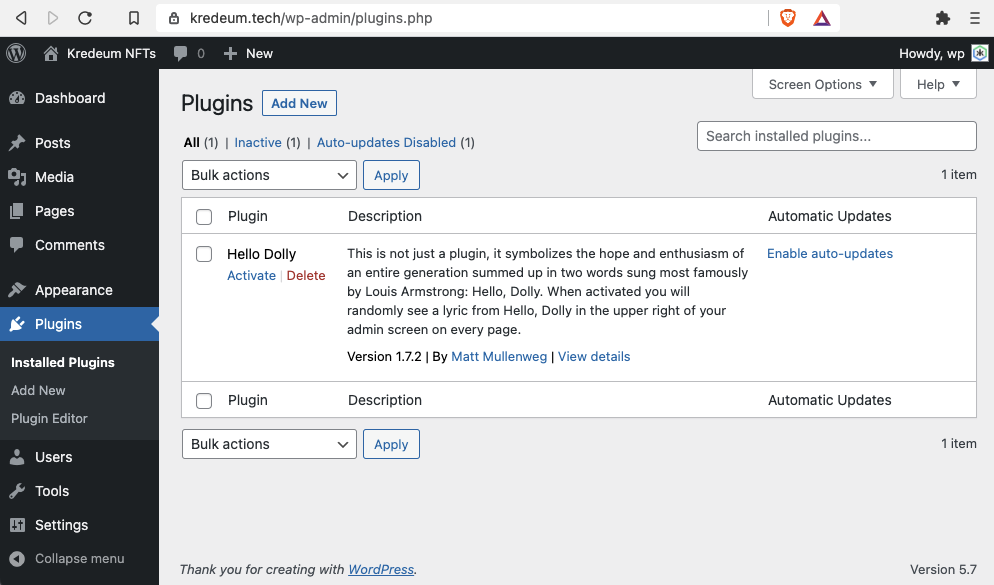 kredeum.tech/wp-admin/plugins.php
Kredeum NFTs 0 New Howdy, wp
Screen Options Help
Dashboard
Posts
Media
Pages
Comments
Appearance
Plugins
Installed Plugins
Add New
Plugin Editor
Users
Tools
Settings
Collapse menu
Plugins Add New
All (1) | Inactive (1) | Auto-updates Disabled (1)
Search installed plugins...
Bulk actions Apply 1 item
Plugin Description Automatic Updates
Hello Dolly
Activate | Delete
This is not just a plugin, it symbolizes the hope and enthusiasm of
an entire generation summed up in two words sung most famously
by Louis Armstrong: Hello, Dolly. When activated you will
randomly see a lyric from Hello, Dolly in the upper right of your
admin screen on every page.
Version 1.7.2 | By Matt Mullenweg | View details
Enable auto-updates
Plugin Description Automatic Updates
Bulk actions Apply 1 item
Thank you for creating with WordPress. Version 5.7